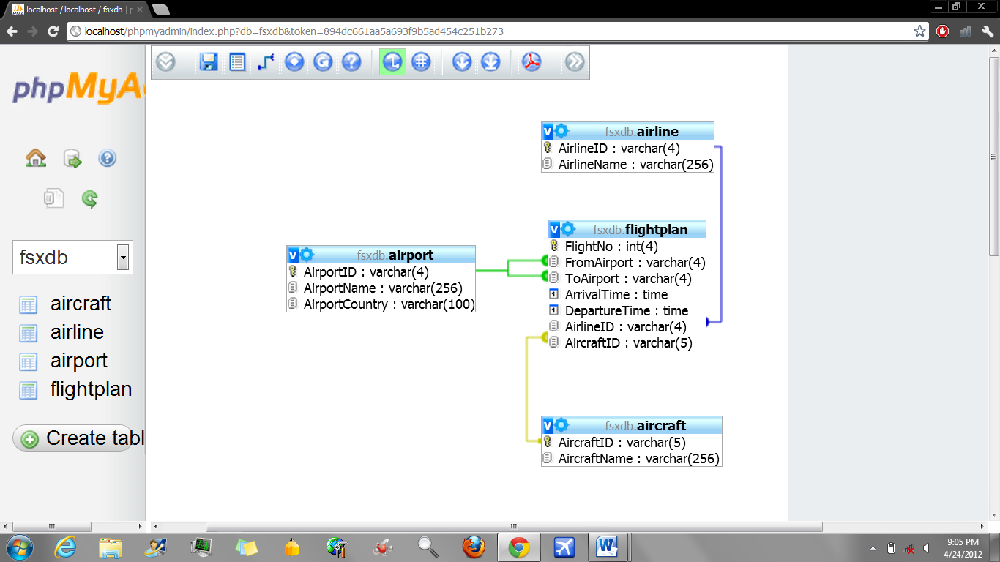 localhost / localhost / fsxdb | p
localhost/phpmyadmin/index.php?db=fsxdb&token=894dc661aa5a693f9b5ad454c251b273
phpMyA
fsxdb
aircraft
airline
airport
flightplan
Create tabl
fsxdb.airline
AirlineID : varchar(4)
AirlineName : varchar(256)
fsxdb.airport
AirportID : varchar(4)
AirportName : varchar(256)
AirportCountry : varchar(100)
fsxdb.flightplan
FlightNo : int(4)
FromAirport : varchar(4)
ToAirport : varchar(4)
ArrivalTime : time
DepartureTime : time
AirlineID : varchar(4)
AircraftID : varchar(5)
fsxdb.aircraft
AircraftID : varchar(5)
AircraftName : varchar(256)
9:05 PM
4/24/2012